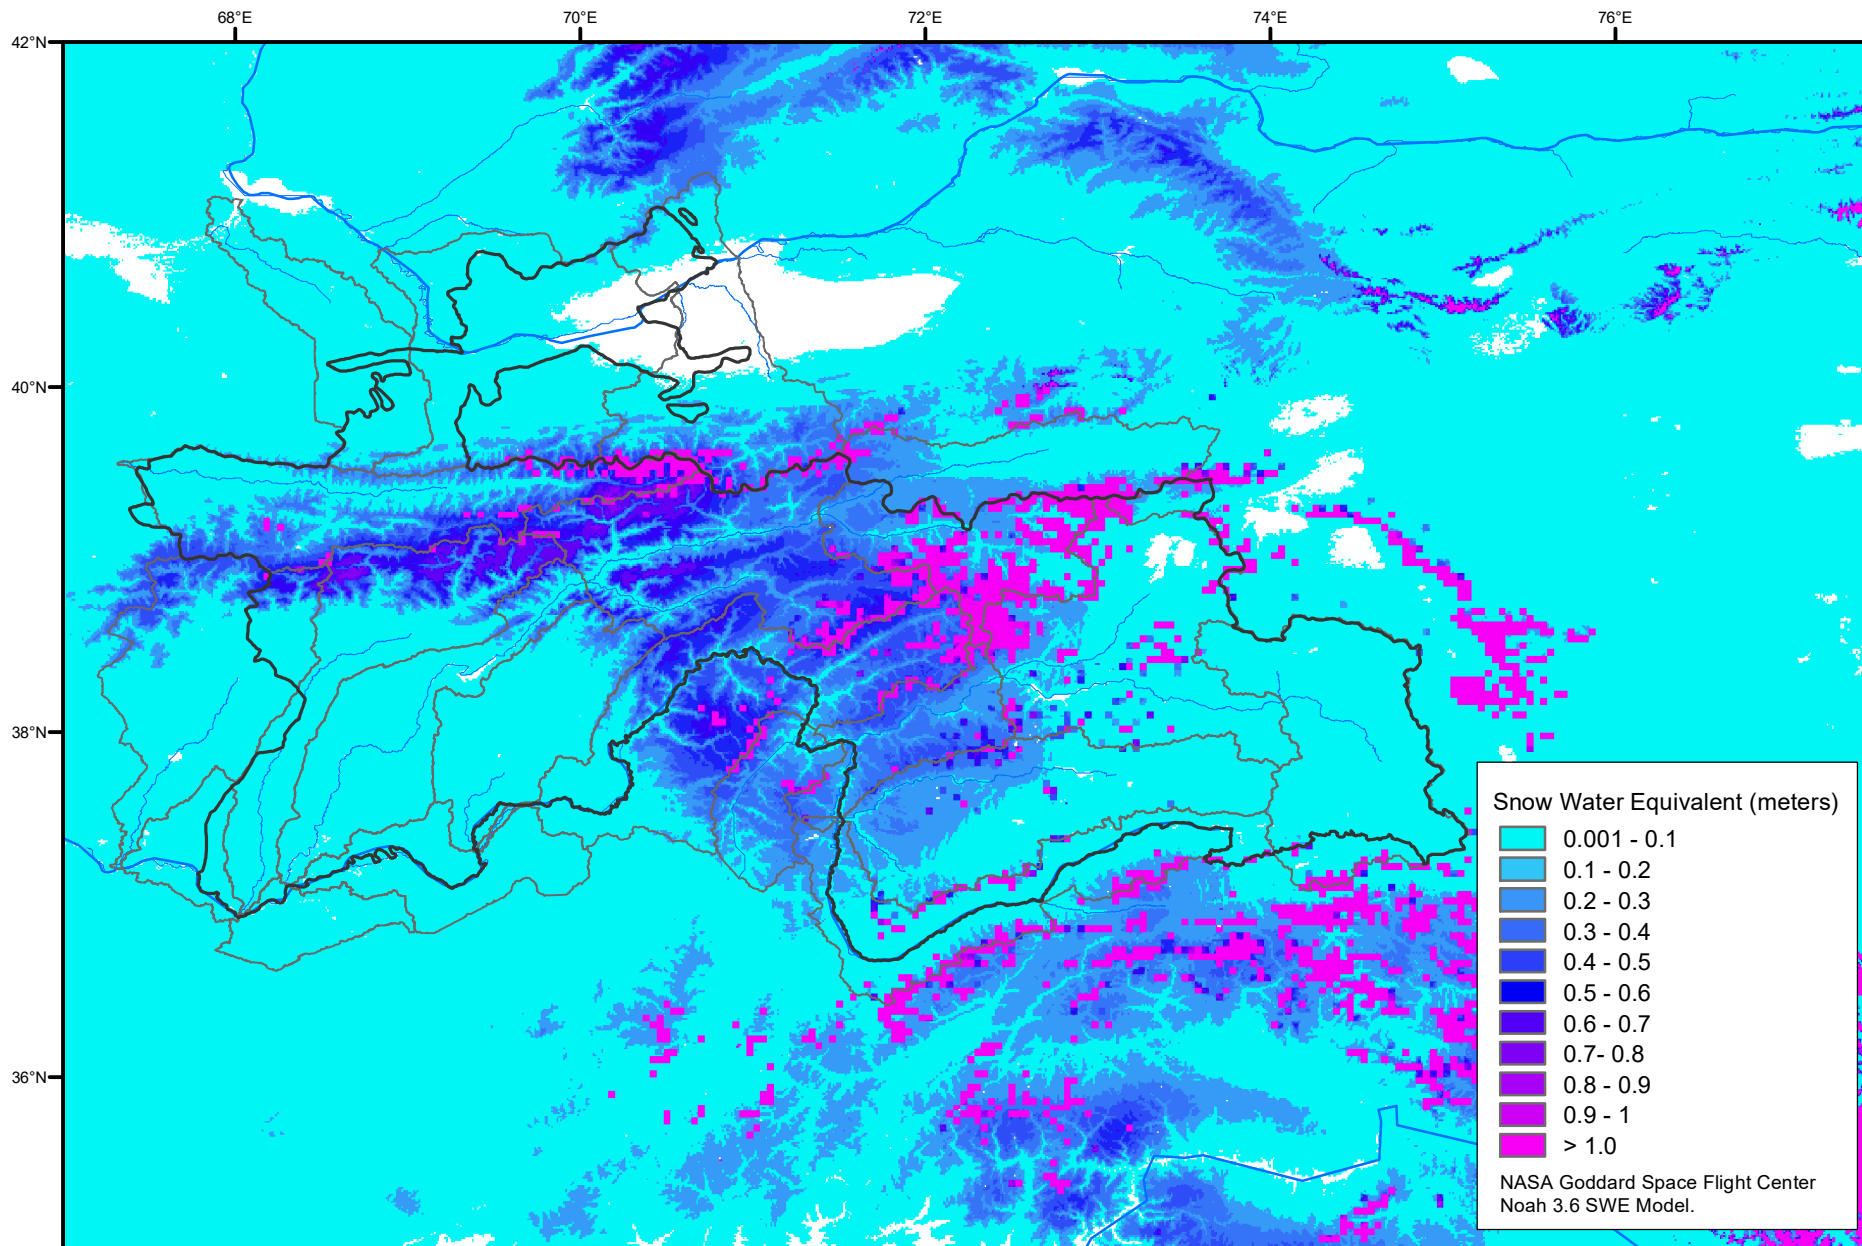 68°E
70°E
72°E
74°E
76°E
42°N
40°N
38°N
36°N
Snow Water Equivalent (meters)
0.001 - 0.1
0.1 - 0.2
0.2 - 0.3
0.3 - 0.4
0.4 - 0.5
0.5 - 0.6
0.6 - 0.7
0.7- 0.8
0.8 - 0.9
0.9 - 1
> 1.0
NASA Goddard Space Flight Center
Noah 3.6 SWE Model.